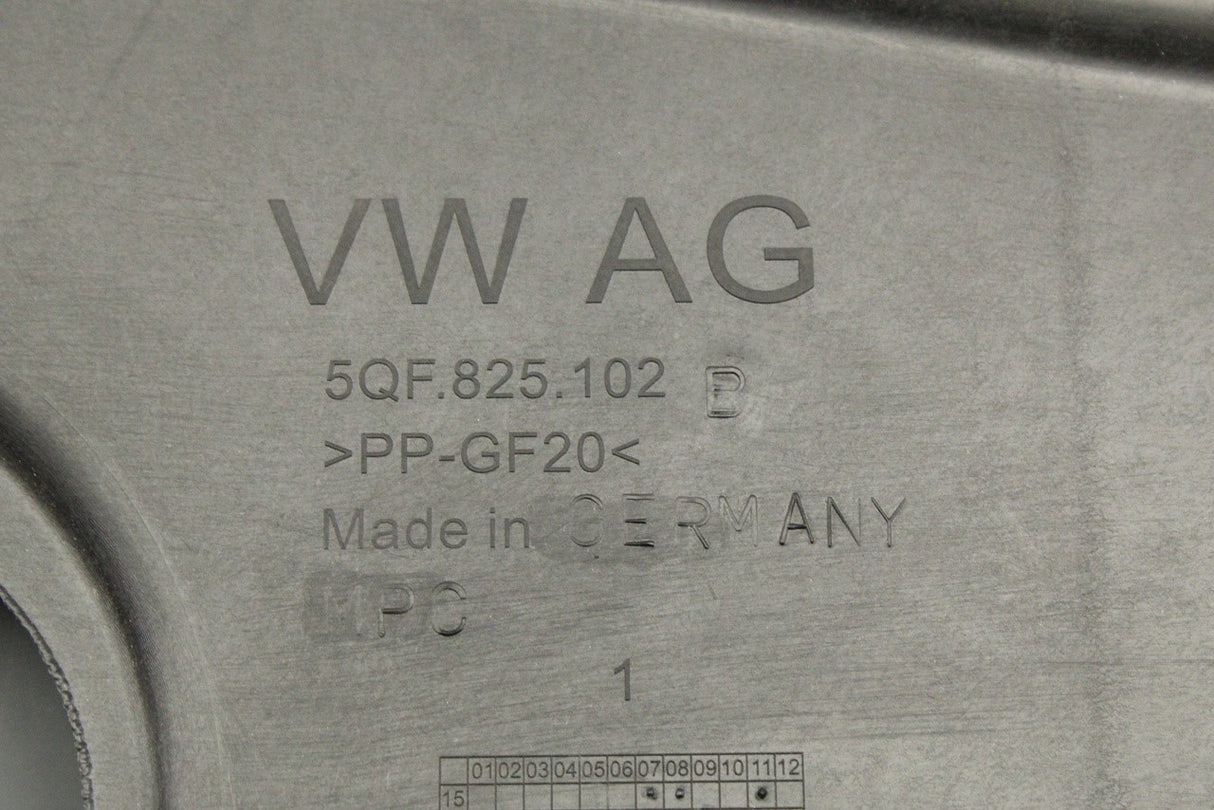 VW AG
5QF.825.102 B
>PP-GF20<
Made in GERMANY
MPC
1
01 02 03 04 05 06 07 08 09 10 11 12
15